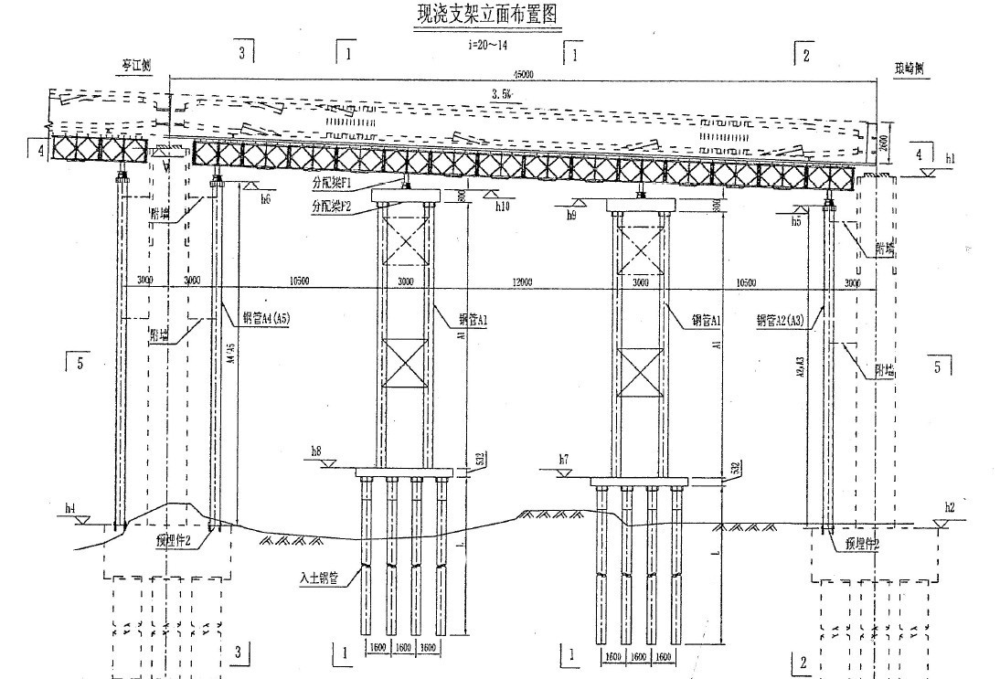 现浇支架立面布置图
i=20~14
3
1
1
2
亭江侧
琅崎侧
45000
3.5%
2600
4
4
h1
分配梁F1
分配梁F2
800
h6
h10
h9
800
h5
附墙
附墙
3000
3000
10500
3000
12000
3000
10500
3000
钢管A4(A5)
钢管A1
钢管A1
钢管A2(A3)
A4/A5
A1
A1
附墙
附墙
5
5
h8
532
h7
532
h4
h2
预埋件2
预埋件2
入土钢管
L
L
1600
1600
1600
1600
1600
1600
3
1
1
2